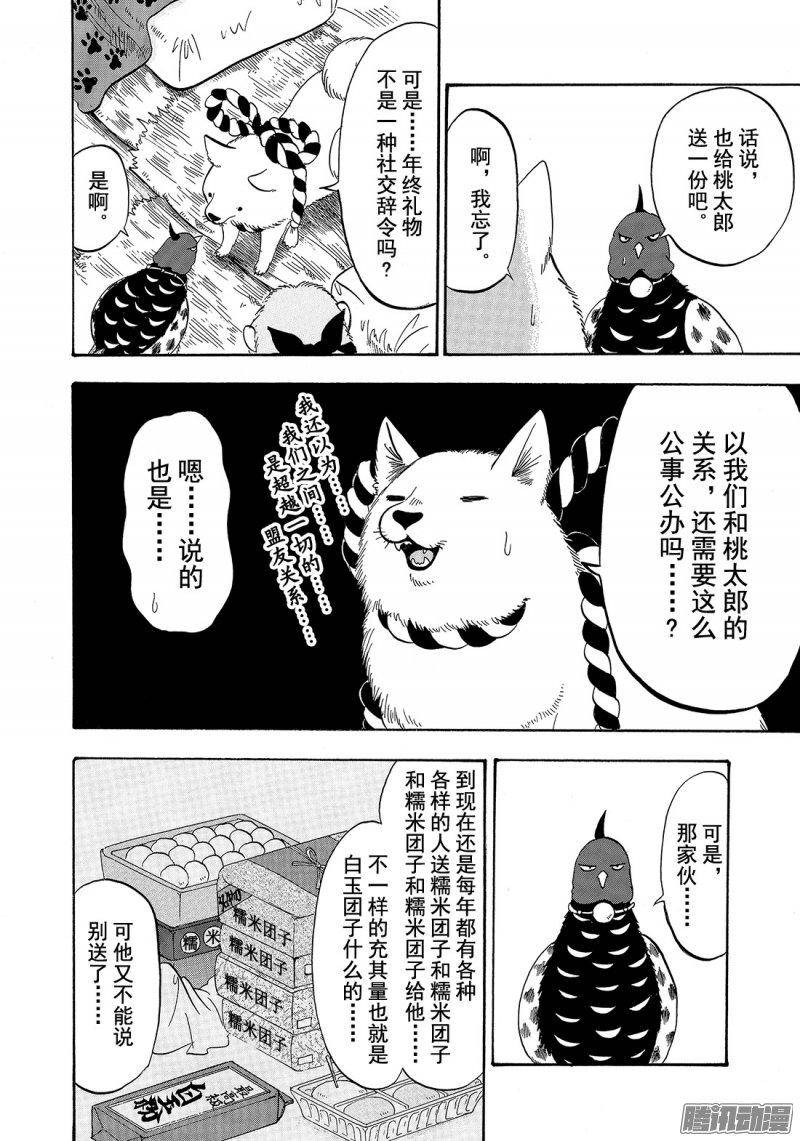 话说，
也给桃太郎
送一份吧。
啊，我忘了。
可是……年终礼物
不是一种社交辞令吗？
是啊。
以我们和桃太郎的
关系，还需要这么
公事公办吗……？
我还以为……
我们之间……
是超越一切的……
盟友关系……
嗯……说的
也是……
可是，
那家伙……
到现在还是每年都有各种
各样的人送糯米团子和糯米团子
和糯米团子和糯米团子给他……
不一样的充其量也就是
白玉团子什么的……
糯米团子
糯米团子
糯米团子
糯米团子
糯米
最高级
白玉粉
可他又不能说
别送了……
腾讯动漫